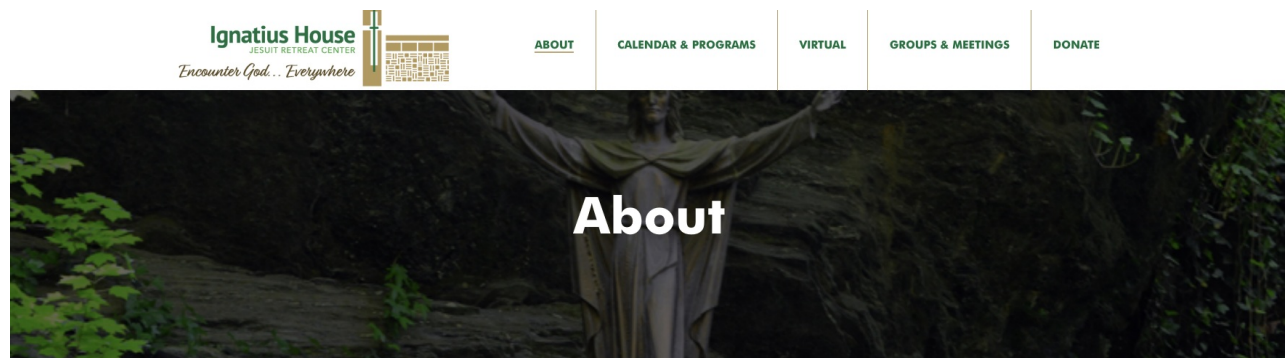 Ignatius House
JESUIT RETREAT CENTER
Encounter God... Everywhere
ABOUT
CALENDAR & PROGRAMS
VIRTUAL
GROUPS & MEETINGS
DONATE
About